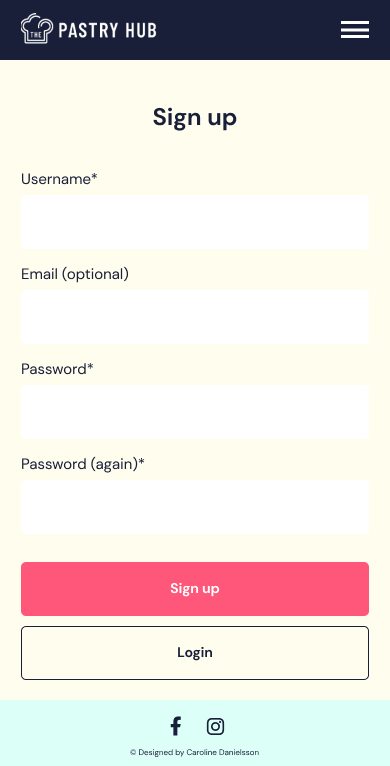 THE PASTRY HUB
Sign up
Username*
Email (optional)
Password*
Password (again)*
Sign up
Login
© Designed by Caroline Danielsson